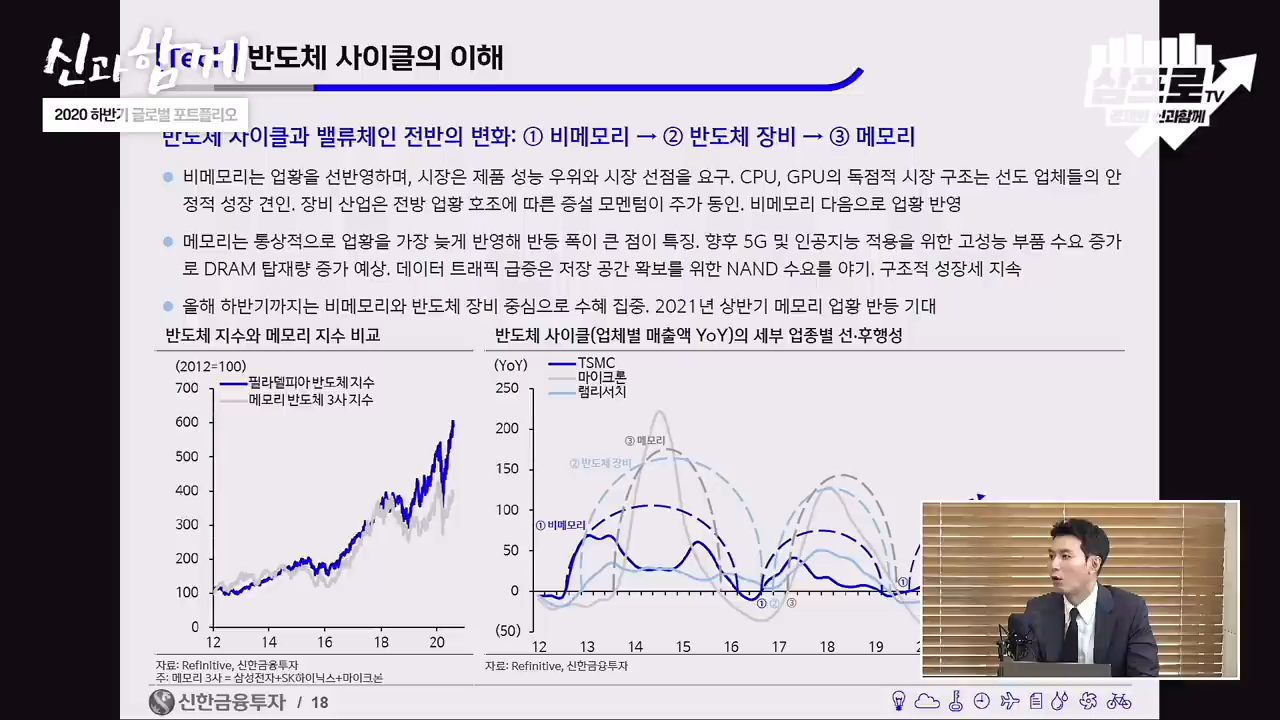 신과함께
2020 하반기 글로벌 포트폴리오
[Tech] 반도체 사이클의 이해
삼프로TV
신과함께
반도체 사이클과 밸류체인 전반의 변화: ① 비메모리 → ② 반도체 장비 → ③ 메모리
비메모리는 업황을 선반영하며, 시장은 제품 성능 우위와 시장 선점을 요구. CPU, GPU의 독점적 시장 구조는 선도 업체들의 안
정적 성장 견인. 장비 산업은 전방 업황 호조에 따른 증설 모멘텀이 주가 동인. 비메모리 다음으로 업황 반영
메모리는 통상적으로 업황을 가장 늦게 반영해 반등 폭이 큰 점이 특징. 향후 5G 및 인공지능 적용을 위한 고성능 부품 수요 증가
로 DRAM 탑재량 증가 예상. 데이터 트래픽 급증은 저장 공간 확보를 위한 NAND 수요를 야기. 구조적 성장세 지속
올해 하반기까지는 비메모리와 반도체 장비 중심으로 수혜 집중. 2021년 상반기 메모리 업황 반등 기대
반도체 지수와 메모리 지수 비교
(2012=100)
필라델피아 반도체 지수
메모리 반도체 3사 지수
700
600
500
400
300
200
100
0
12 14 16 18 20
자료: Refinitive, 신한금융투자
주: 메모리 3사 = 삼성전자+SK하이닉스+마이크론
반도체 사이클(업체별 매출액 YoY)의 세부 업종별 선·후행성
(YoY)
TSMC
마이크론
램리서치
250
200
150
100
50
0
(50)
③ 메모리
② 반도체 장비
① 비메모리
① ② ③
①
12 13 14 15 16 17 18 19
자료: Refinitive, 신한금융투자
신한금융투자 / 18